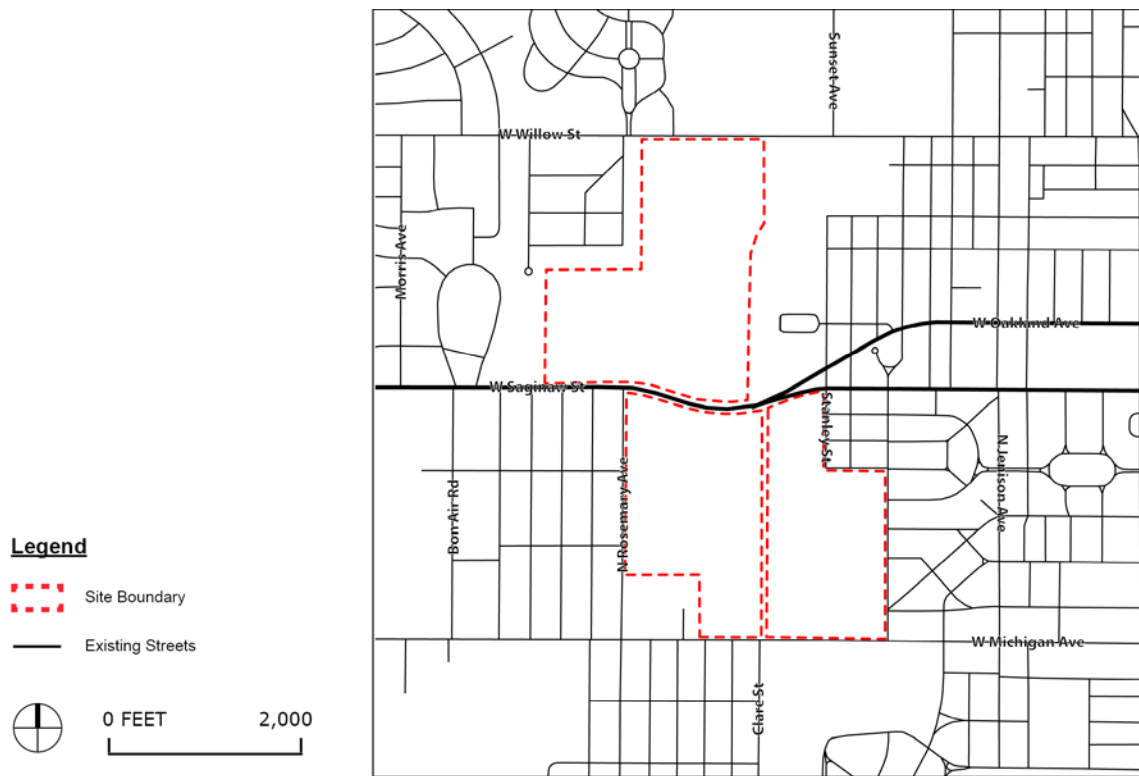 Sunset Ave
W Willow St
Morris Ave
W Oakland Ave
W Saginaw St
Stanley St
N Jenison Ave
Bon Air Rd
N Rosemary Ave
W Michigan Ave
Clare St
Legend
Site Boundary
Existing Streets
0 FEET 2,000